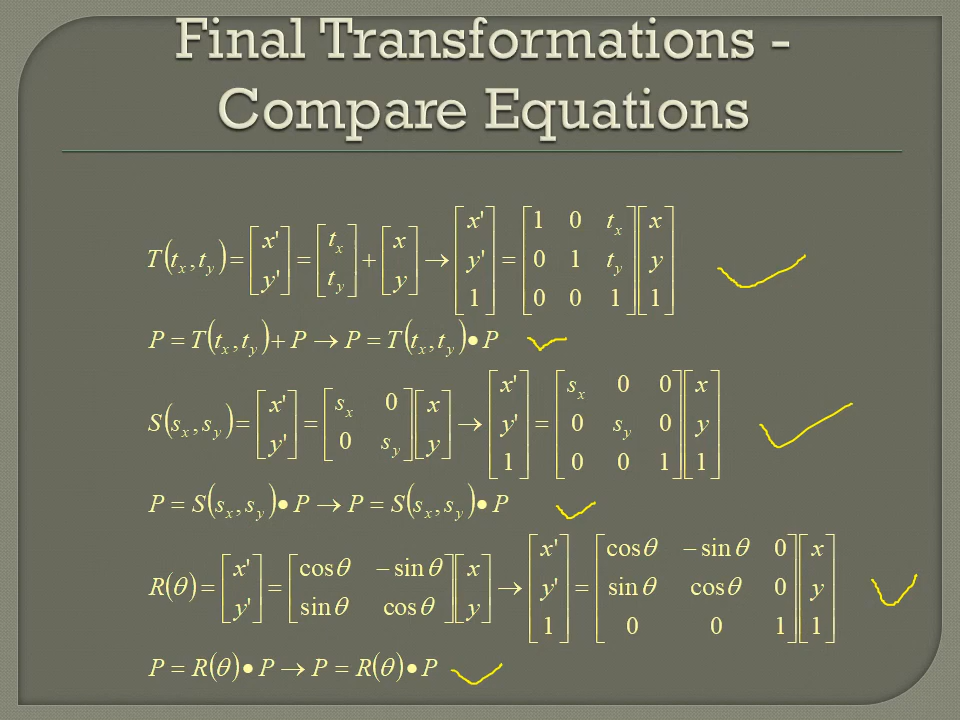 Final Transformations -
Compare Equations
T(t_x, t_y) = [x'; y'] = [t_x; t_y] + [x; y] → [x'; y'; 1] = [1 0 t_x; 0 1 t_y; 0 0 1][x; y; 1]
P = T(t_x, t_y) + P → P = T(t_x, t_y) • P
S(s_x, s_y) = [x'; y'] = [s_x 0; 0 s_y][x; y] → [x'; y'; 1] = [s_x 0 0; 0 s_y 0; 0 0 1][x; y; 1]
P = S(s_x, s_y) • P → P = S(s_x, s_y) • P
R(θ) = [x'; y'] = [cosθ −sinθ; sinθ cosθ][x; y] → [x'; y'; 1] = [cosθ −sinθ 0; sinθ cosθ 0; 0 0 1][x; y; 1]
P = R(θ) • P → P = R(θ) • P